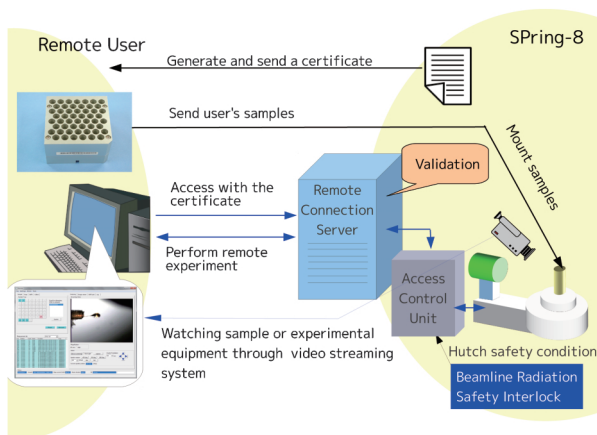 Remote User
SPring-8
Generate and send a certificate
Send user's samples
Mount samples
Validation
Remote
Connection
Server
Access with the
certificate
Perform remote
experiment
Access
Control
Unit
Watching sample or experimental
equipment through video streaming
system
Hutch safety condition
Beamline Radiation
Safety Interlock